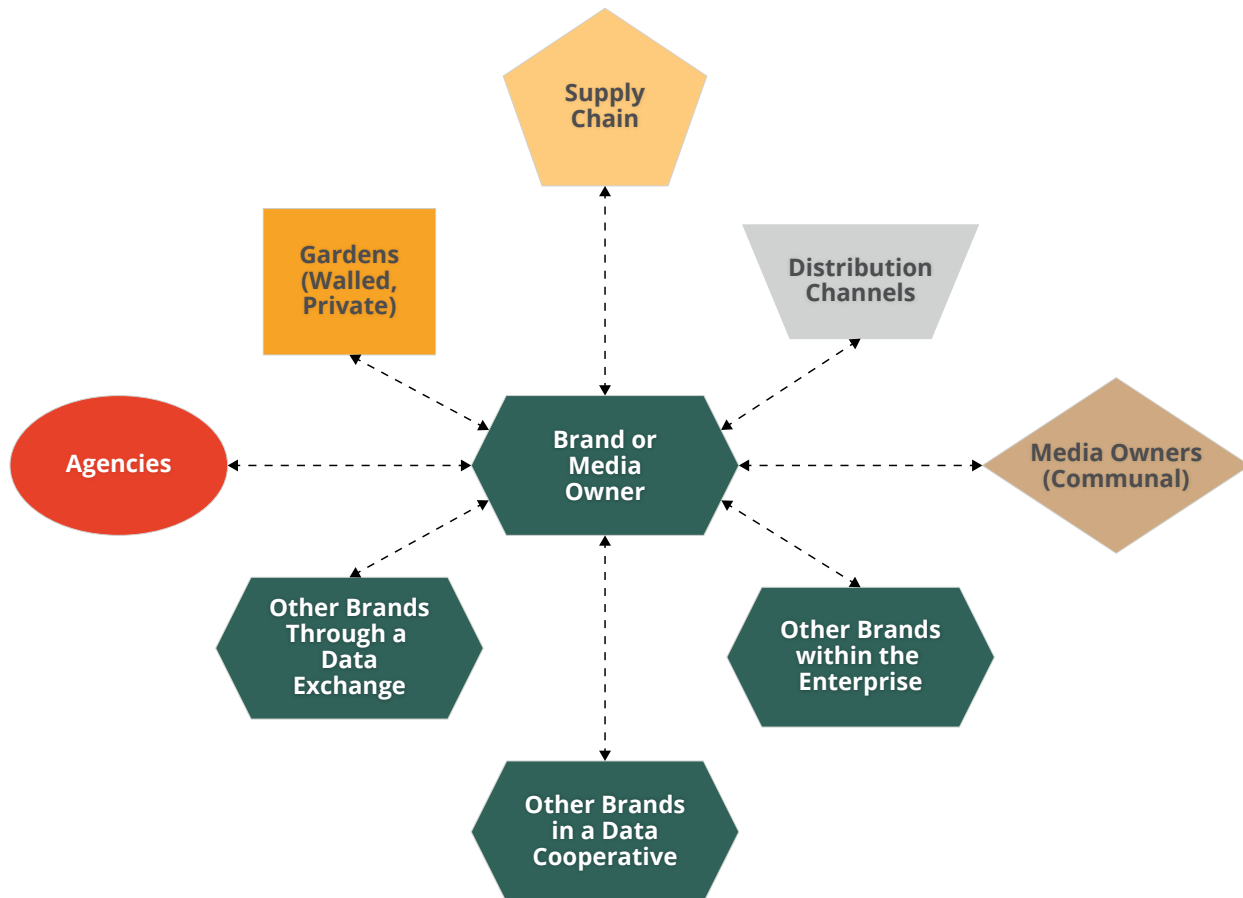 Supply
Chain
Gardens
(Walled,
Private)
Distribution
Channels
Agencies
Brand or
Media
Owner
Media Owners
(Communal)
Other Brands
Through a
Data
Exchange
Other Brands
within the
Enterprise
Other Brands
in a Data
Cooperative